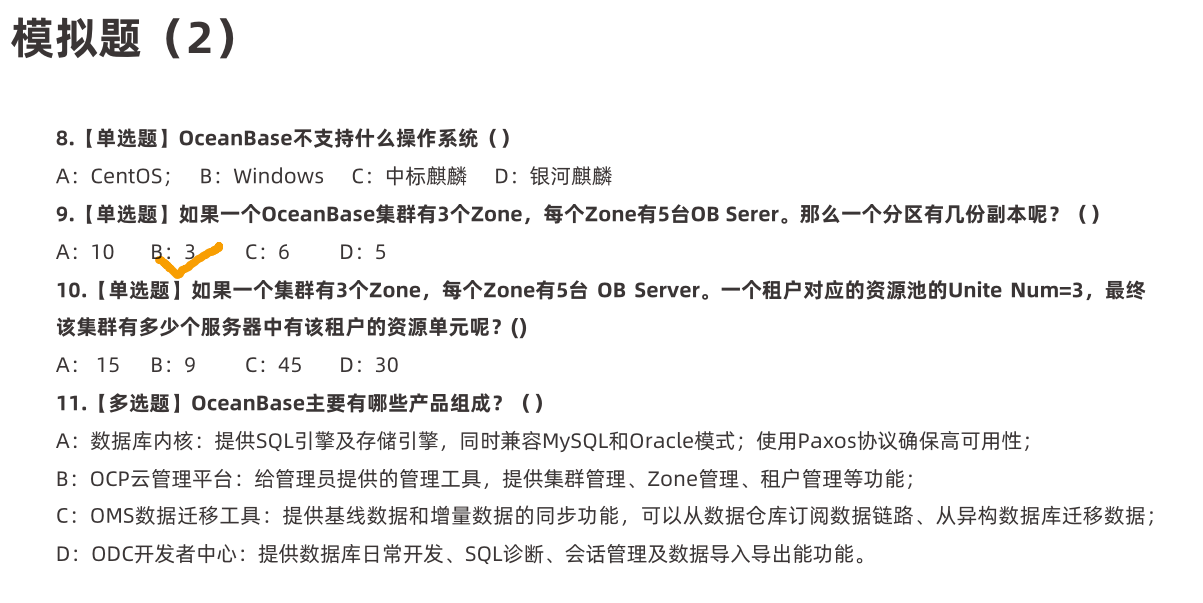 模拟题（2）
8.【单选题】OceanBase不支持什么操作系统（ ）
A：CentOS； B：Windows C：中标麒麟 D：银河麒麟
9.【单选题】如果一个OceanBase集群有3个Zone，每个Zone有5台OB Serer。那么一个分区有几份副本呢？（ ）
A：10 B：3 C：6 D：5
10.【单选题】如果一个集群有3个Zone，每个Zone有5台 OB Server。一个租户对应的资源池的Unite Num=3，最终
该集群有多少个服务器中有该租户的资源单元呢？()
A： 15 B：9 C：45 D：30
11.【多选题】OceanBase主要有哪些产品组成？（ ）
A：数据库内核：提供SQL引擎及存储引擎，同时兼容MySQL和Oracle模式；使用Paxos协议确保高可用性；
B：OCP云管理平台：给管理员提供的管理工具，提供集群管理、Zone管理、租户管理等功能；
C：OMS数据迁移工具：提供基线数据和增量数据的同步功能，可以从数据仓库订阅数据链路、从异构数据库迁移数据；
D：ODC开发者中心：提供数据库日常开发、SQL诊断、会话管理及数据导入导出能功能。